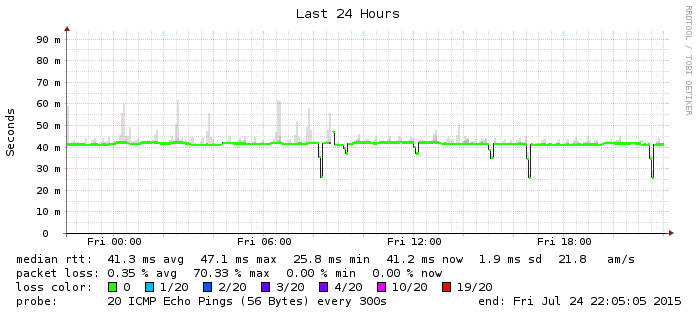 Last 24 Hours
RRDTOOL / TOBI OETIKER
Seconds
90 m
80 m
70 m
60 m
50 m
40 m
30 m
20 m
10 m
0
Fri 00:00 Fri 06:00 Fri 12:00 Fri 18:00
median rtt: 41.3 ms avg 47.1 ms max 25.8 ms min 41.2 ms now 1.9 ms sd 21.8 am/s
packet loss: 0.35 % avg 70.33 % max 0.00 % min 0.00 % now
loss color: 0 1/20 2/20 3/20 4/20 10/20 19/20
probe: 20 ICMP Echo Pings (56 Bytes) every 300s end: Fri Jul 24 22:05:05 2015